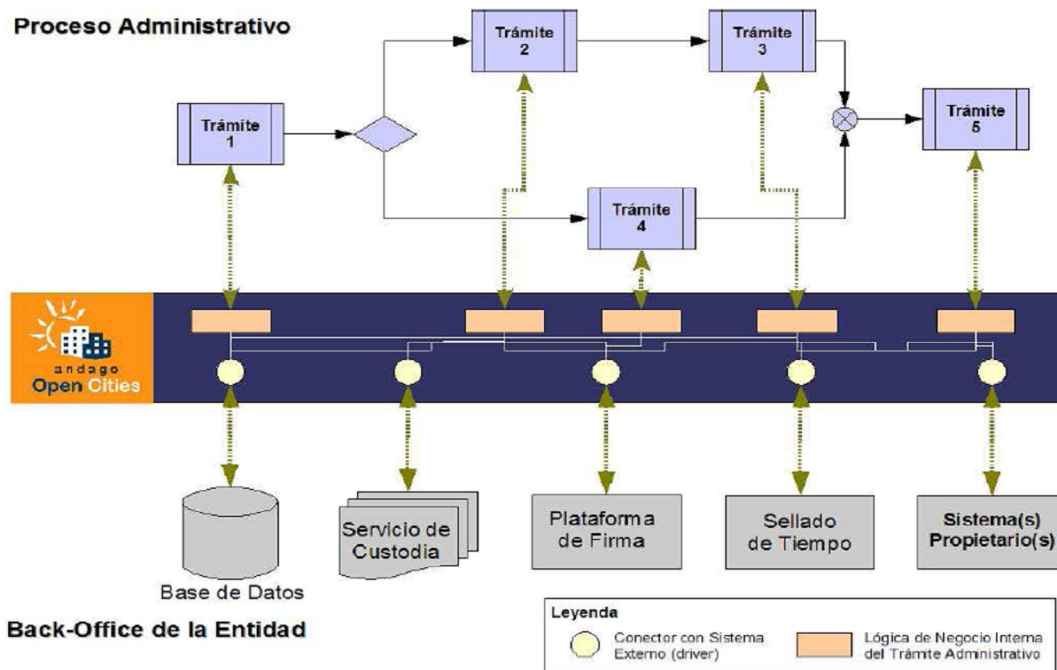 Proceso Administrativo
Trámite
2
Trámite
3
Trámite
1
Trámite
5
Trámite
4
andago
Open Cities
Base de Datos
Servicio de
Custodia
Plataforma
de Firma
Sellado
de Tiempo
Sistema(s)
Propietario(s)
Back-Office de la Entidad
Leyenda
Conector con Sistema
Externo (driver)
Lógica de Negocio Interna
del Trámite Administrativo